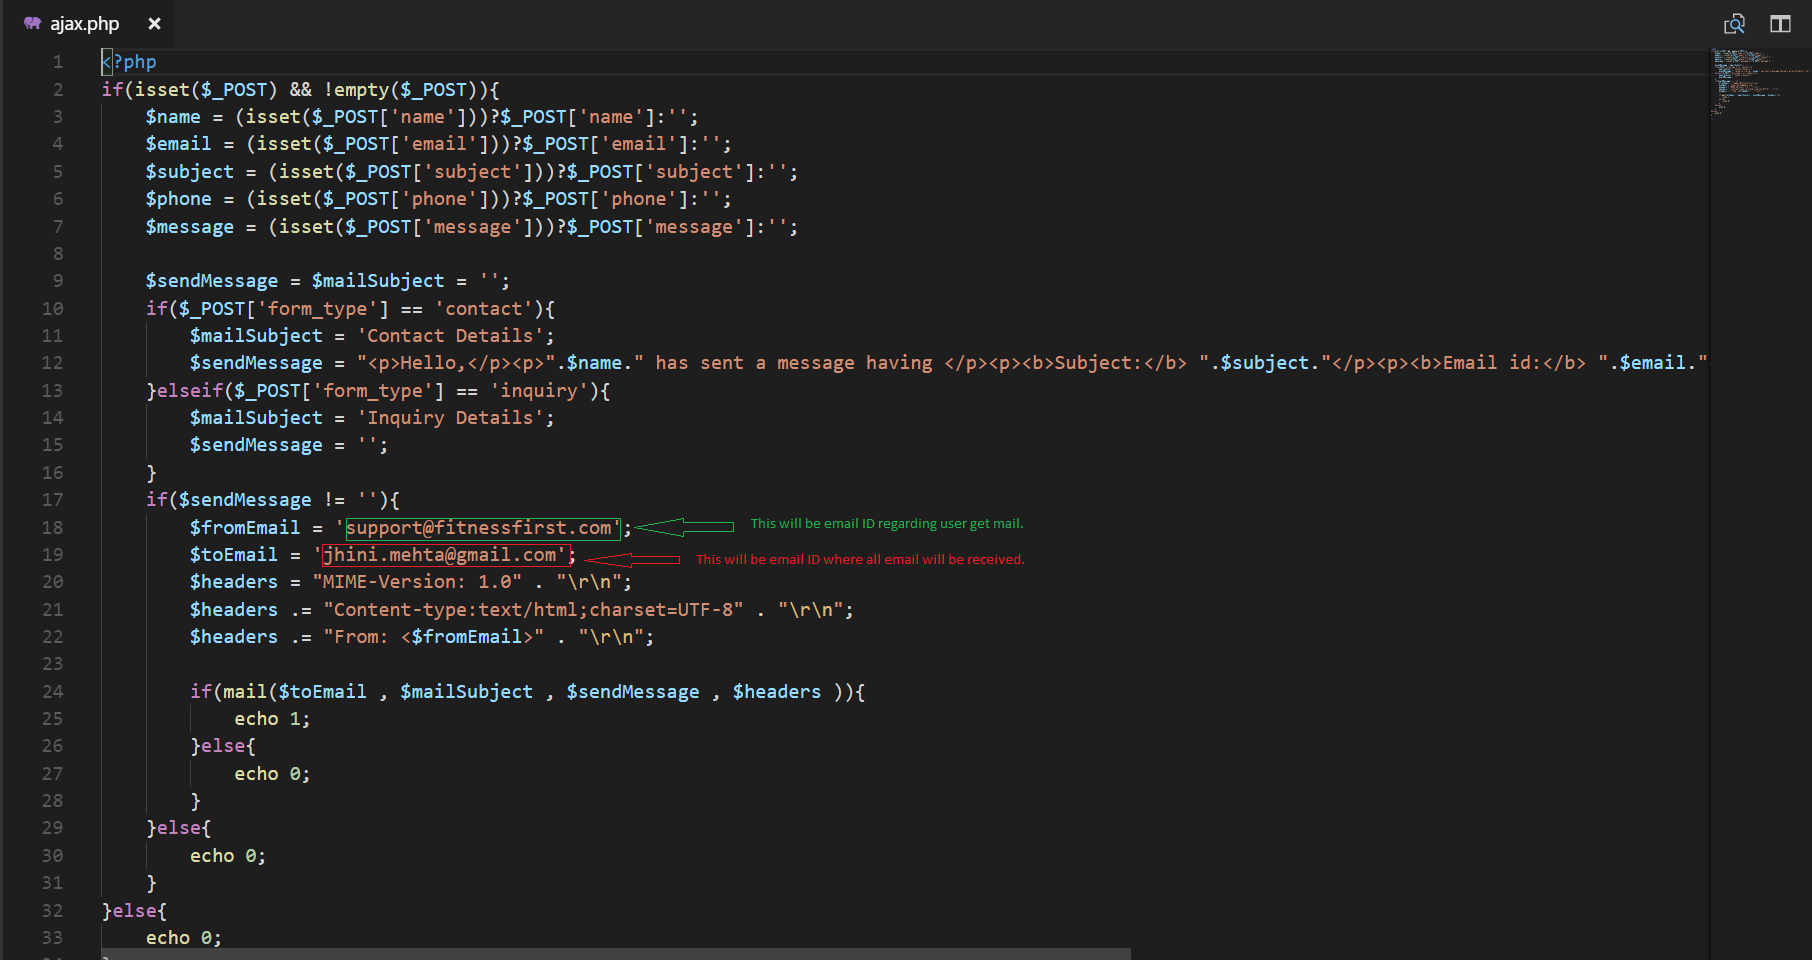 ajax.php
1 <?php
2 if(isset($_POST) && !empty($_POST)){
3     $name = (isset($_POST['name']))?$_POST['name']:'';
4     $email = (isset($_POST['email']))?$_POST['email']:'';
5     $subject = (isset($_POST['subject']))?$_POST['subject']:'';
6     $phone = (isset($_POST['phone']))?$_POST['phone']:'';
7     $message = (isset($_POST['message']))?$_POST['message']:'';
8
9     $sendMessage = $mailSubject = '';
10     if($_POST['form_type'] == 'contact'){
11         $mailSubject = 'Contact Details';
12         $sendMessage = "<p>Hello,</p><p>".$name." has sent a message having </p><p><b>Subject:</b> ".$subject."</p><p><b>Email id:</b> ".$email."
13     }elseif($_POST['form_type'] == 'inquiry'){
14         $mailSubject = 'Inquiry Details';
15         $sendMessage = '';
16     }
17     if($sendMessage != ''){
18         $fromEmail = 'support@fitnessfirst.com'; This will be email ID regarding user get mail.
19         $toEmail = 'jhini.mehta@gmail.com'; This will be email ID where all email will be received.
20         $headers = "MIME-Version: 1.0" . "\r\n";
21         $headers .= "Content-type:text/html;charset=UTF-8" . "\r\n";
22         $headers .= "From: <$fromEmail>" . "\r\n";
23
24         if(mail($toEmail , $mailSubject , $sendMessage , $headers )){
25             echo 1;
26         }else{
27             echo 0;
28         }
29     }else{
30         echo 0;
31     }
32 }else{
33     echo 0;